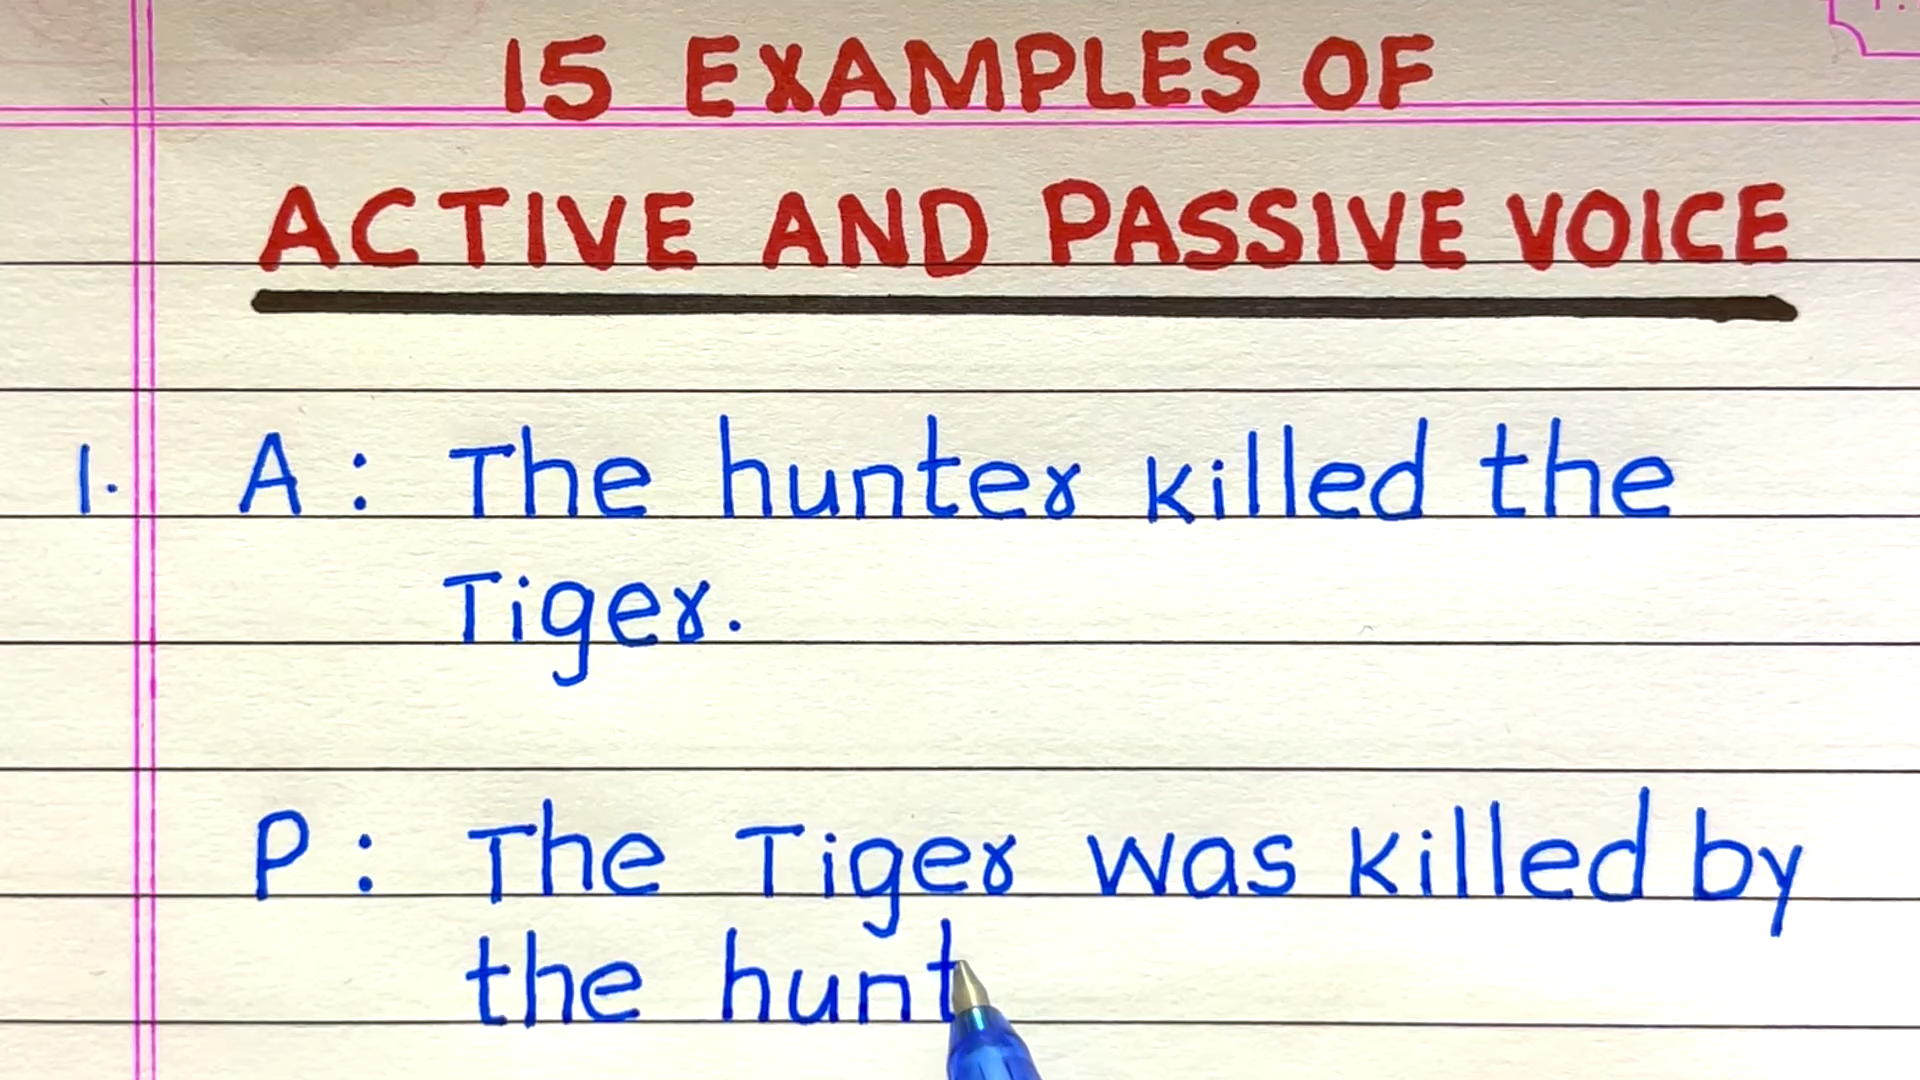 15 EXAMPLES OF
ACTIVE AND PASSIVE VOICE
1. A : The hunter killed the
Tiger.
P : The Tiger was killed by
the hunt